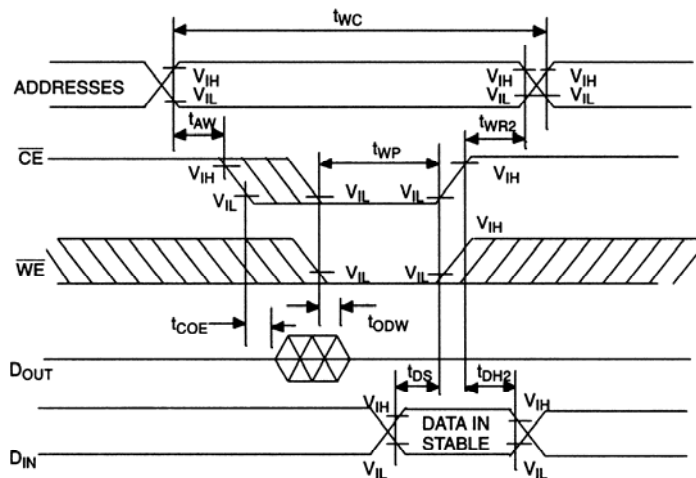 tWC
ADDRESSES
VIH VIH VIH
VIL VIL VIL
tAW tWR2
CE
tWP
VIH VIH
VIL VIL VIL
VIH
WE
VIL VIL
tCOE tODW
DOUT
tDS tDH2
VIH DATA IN VIH
STABLE
DIN
VIL VIL